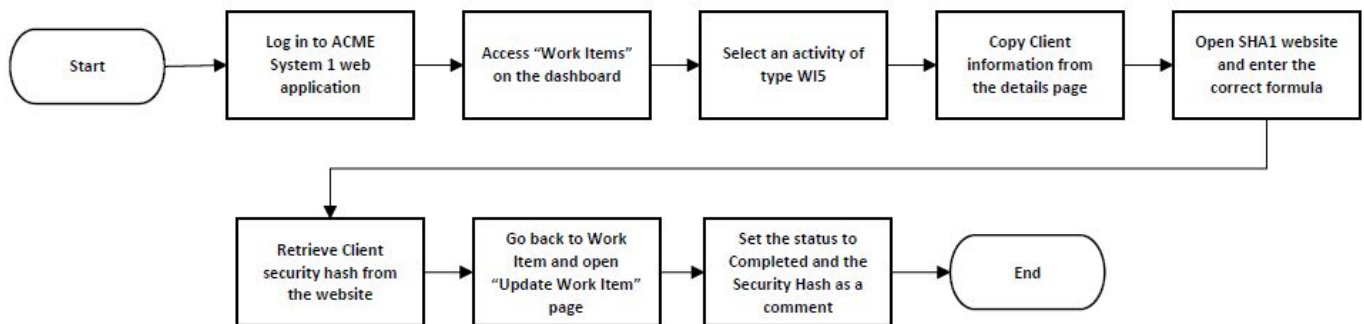 Start
Log in to ACME
System 1 web
application
Access “Work Items”
on the dashboard
Select an activity of
type WI5
Copy Client
information from
the details page
Open SHA1 website
and enter the
correct formula
Retrieve Client
security hash from
the website
Go back to Work
Item and open
“Update Work Item”
page
Set the status to
Completed and the
Security Hash as a
comment
End